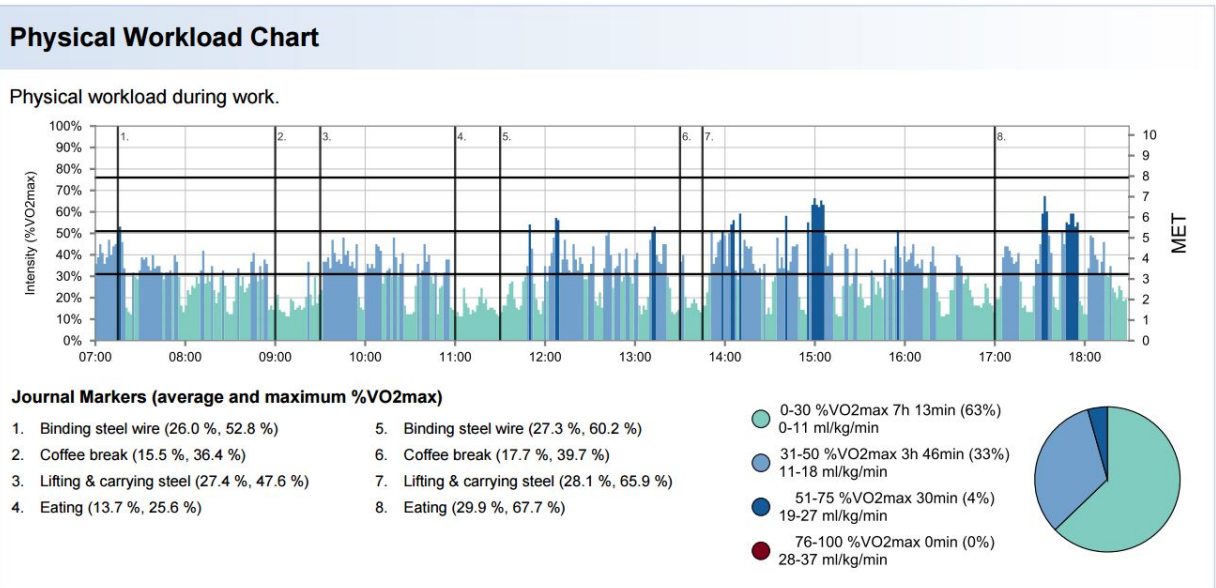 Physical Workload Chart
Physical workload during work.
Intensity (%VO2max)
100%
90%
80%
70%
60%
50%
40%
30%
20%
10%
0%
1.
2.
3.
4.
5.
6.
7.
8.
10
9
8
7
6
5
4
3
2
1
0
MET
07:00 08:00 09:00 10:00 11:00 12:00 13:00 14:00 15:00 16:00 17:00 18:00
Journal Markers (average and maximum %VO2max)
1. Binding steel wire (26.0 %, 52.8 %)
2. Coffee break (15.5 %, 36.4 %)
3. Lifting & carrying steel (27.4 %, 47.6 %)
4. Eating (13.7 %, 25.6 %)
5. Binding steel wire (27.3 %, 60.2 %)
6. Coffee break (17.7 %, 39.7 %)
7. Lifting & carrying steel (28.1 %, 65.9 %)
8. Eating (29.9 %, 67.7 %)
0-30 %VO2max 7h 13min (63%)
0-11 ml/kg/min
31-50 %VO2max 3h 46min (33%)
11-18 ml/kg/min
51-75 %VO2max 30min (4%)
19-27 ml/kg/min
76-100 %VO2max 0min (0%)
28-37 ml/kg/min